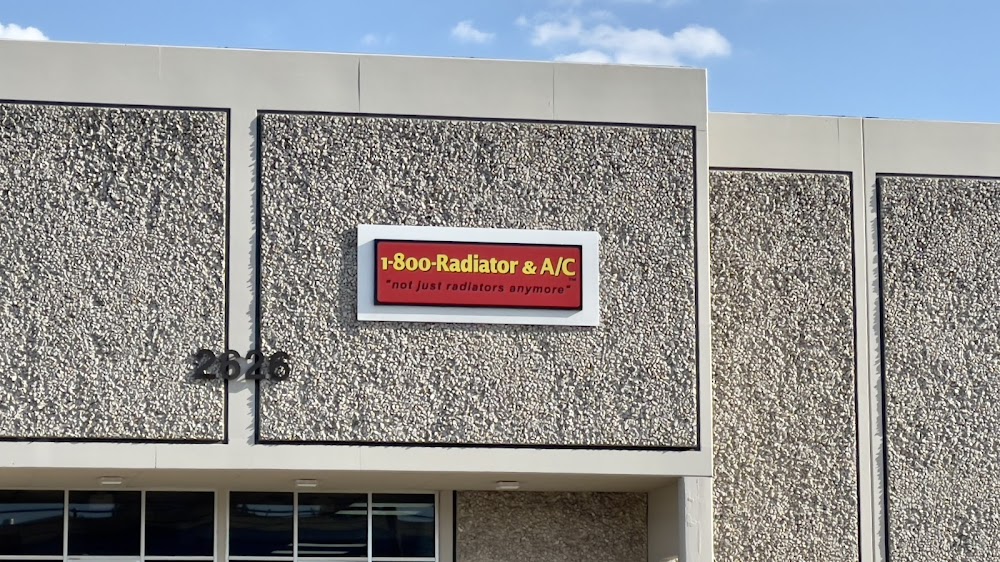 1-800-Radiator & A/C
"not just radiators anymore"
2626